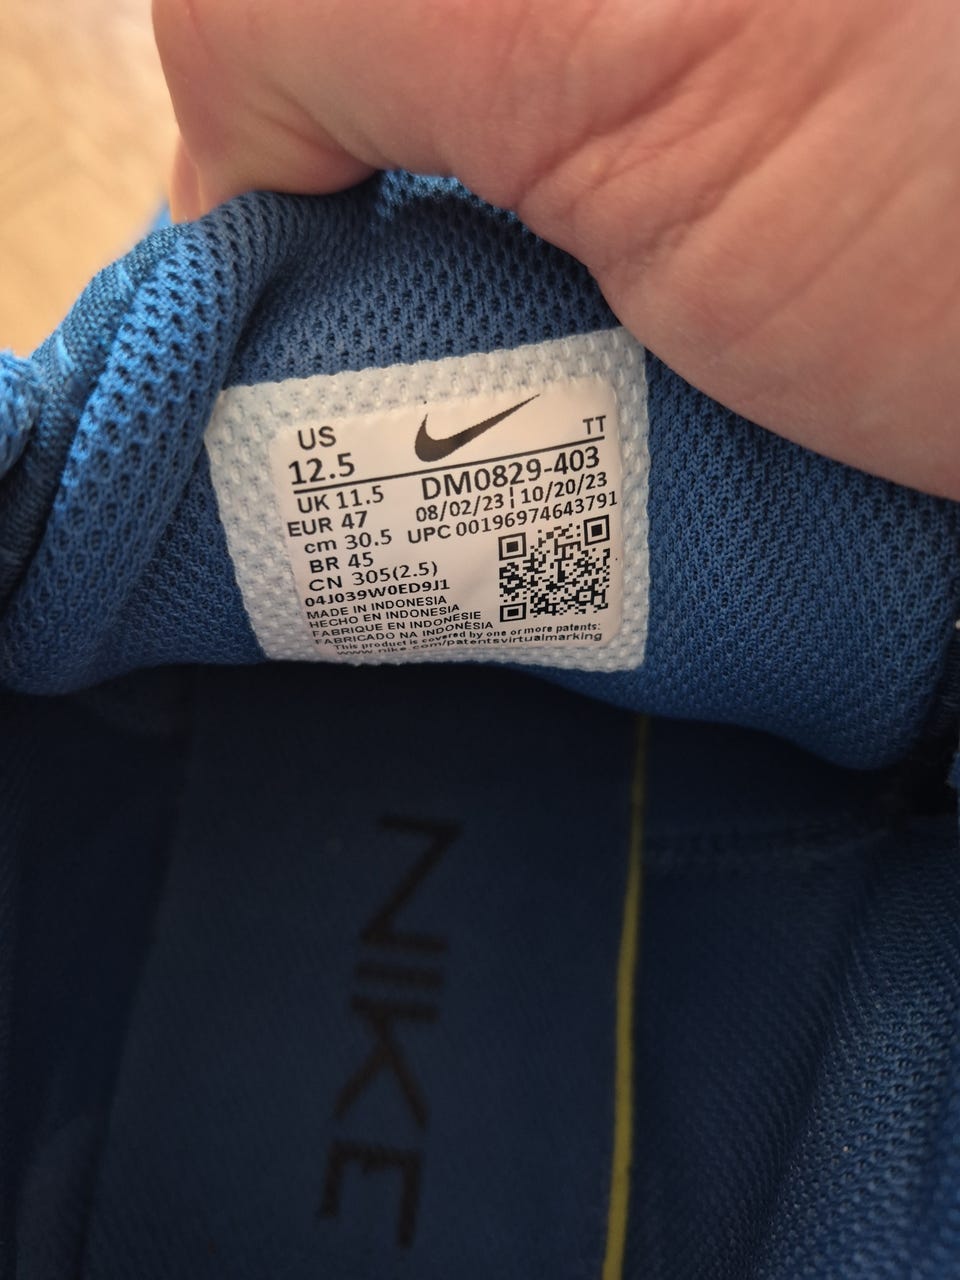 US
TT
12.5
UK 11.5
DM0829-403
EUR 47
08/02/23 ¦ 10/20/23
cm 30.5
UPC 00196974643791
BR 45
CN 305(2.5)
04J039W0ED9J1
MADE IN INDONESIA
HECHO EN INDONESIA
FABRIQUE EN INDONÉSIE
FABRICADO NA INDONÉSIA
This product is covered by one or more patents:
www.nike.com/patentsvirtualmarking
NIKE